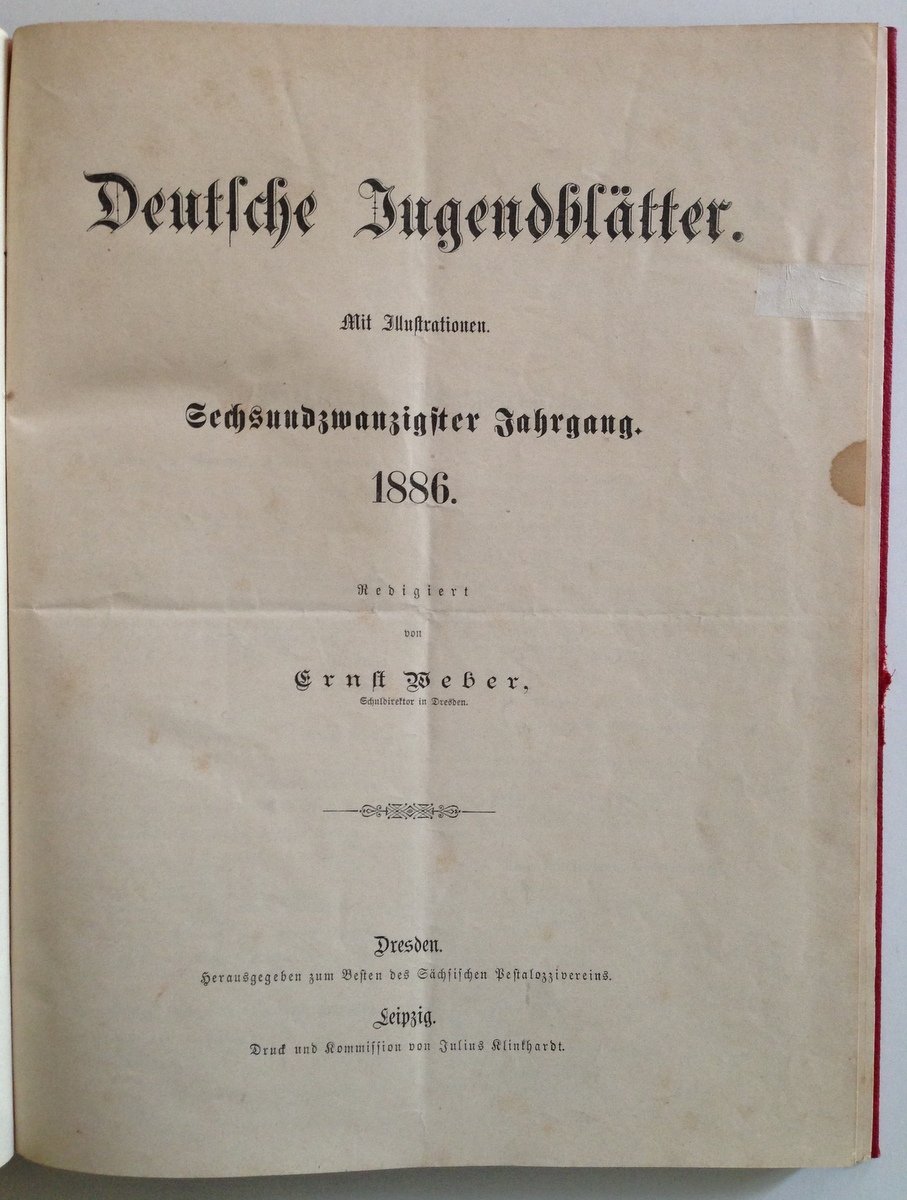 Deutſche Jugendblätter.
Mit Illuſtrationen.
Sechsundzwanzigſter Jahrgang.
1886.
Redigiert
von
Ernſt Weber,
Schuldirektor in Dresden.
Dresden.
Herausgegeben zum Beſten des Sächſiſchen Peſtalozzivereins.
Leipzig.
Druck und Kommiſſion von Julius Klinkhardt.